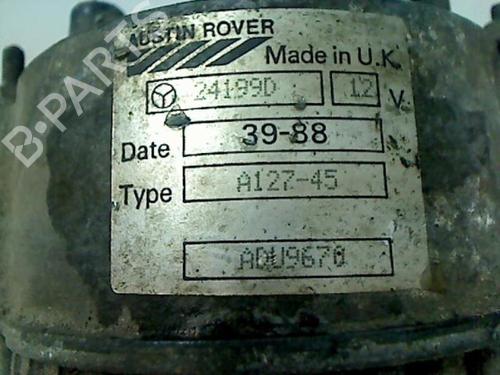 AUSTIN ROVER
Made in U.K.
24199D 12 V
Date 39-88
Type A127-45
ADU9670
B-PARTS